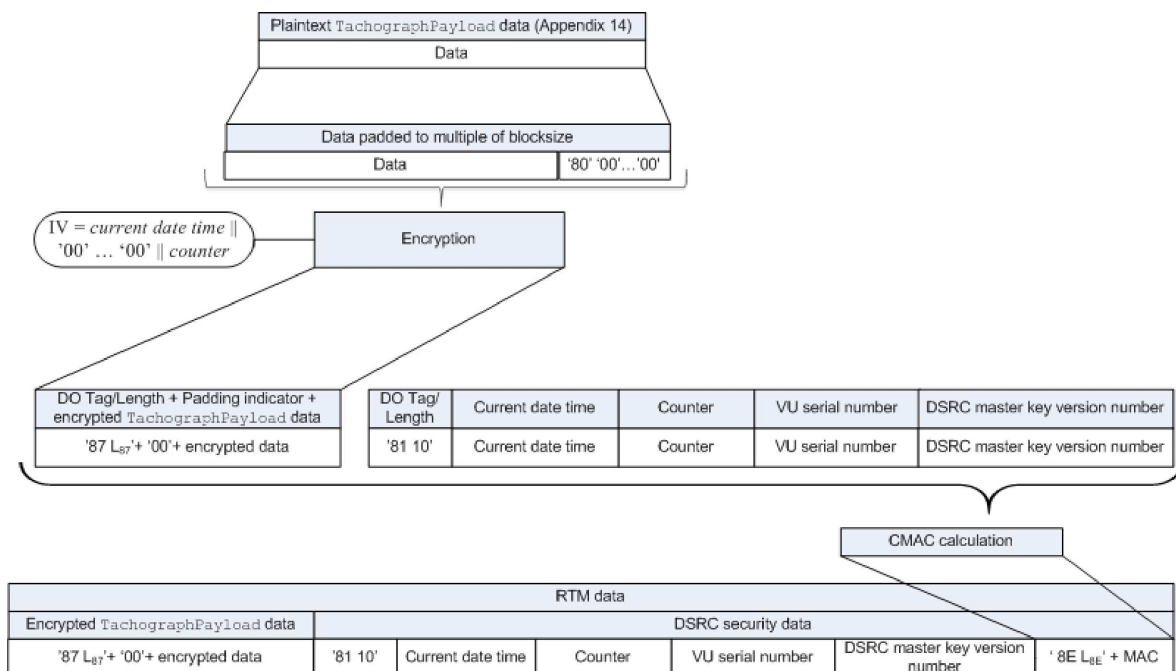 Plaintext TachographPayload data (Appendix 14)
Data
Data padded to multiple of blocksize
Data '80' '00'…'00'
IV = current date time ||
'00' … '00' || counter
Encryption
DO Tag/Length + Padding indicator +
encrypted TachographPayload data
DO Tag/
Length
Current date time Counter VU serial number DSRC master key version number
'87 L87'+ '00'+ encrypted data '81 10' Current date time Counter VU serial number DSRC master key version number
CMAC calculation
RTM data
Encrypted TachographPayload data DSRC security data
'87 L87'+ '00'+ encrypted data '81 10' Current date time Counter VU serial number DSRC master key version
number
' 8E L8E' + MAC